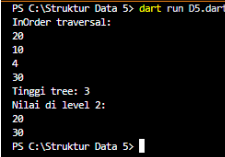 PS C:\Struktur Data 5> dart run D5.dart
InOrder traversal:
20
10
4
30
Tinggi tree: 3
Nilai di level 2:
20
30
PS C:\Struktur Data 5>